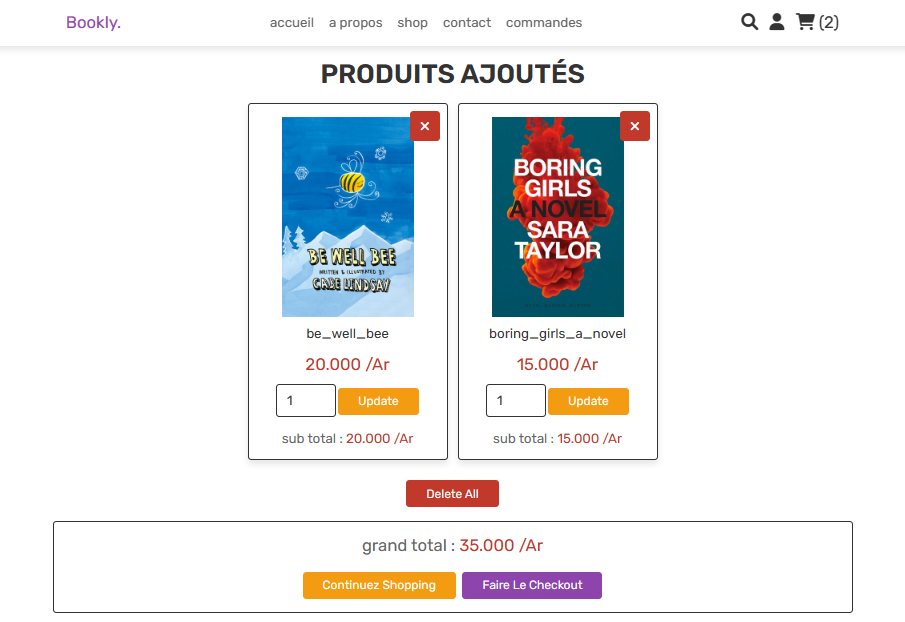 Bookly.
accueil a propos shop contact commandes
(2)
PRODUITS AJOUTÉS
BE WELL BEE
WRITTEN & ILLUSTRATED BY
CABE LINDSAY
be_well_bee
20.000 /Ar
1 Update
sub total : 20.000 /Ar
BORING
GIRLS
A NOVEL
SARA
TAYLOR
boring_girls_a_novel
15.000 /Ar
1 Update
sub total : 15.000 /Ar
Delete All
grand total : 35.000 /Ar
Continuez Shopping Faire Le Checkout